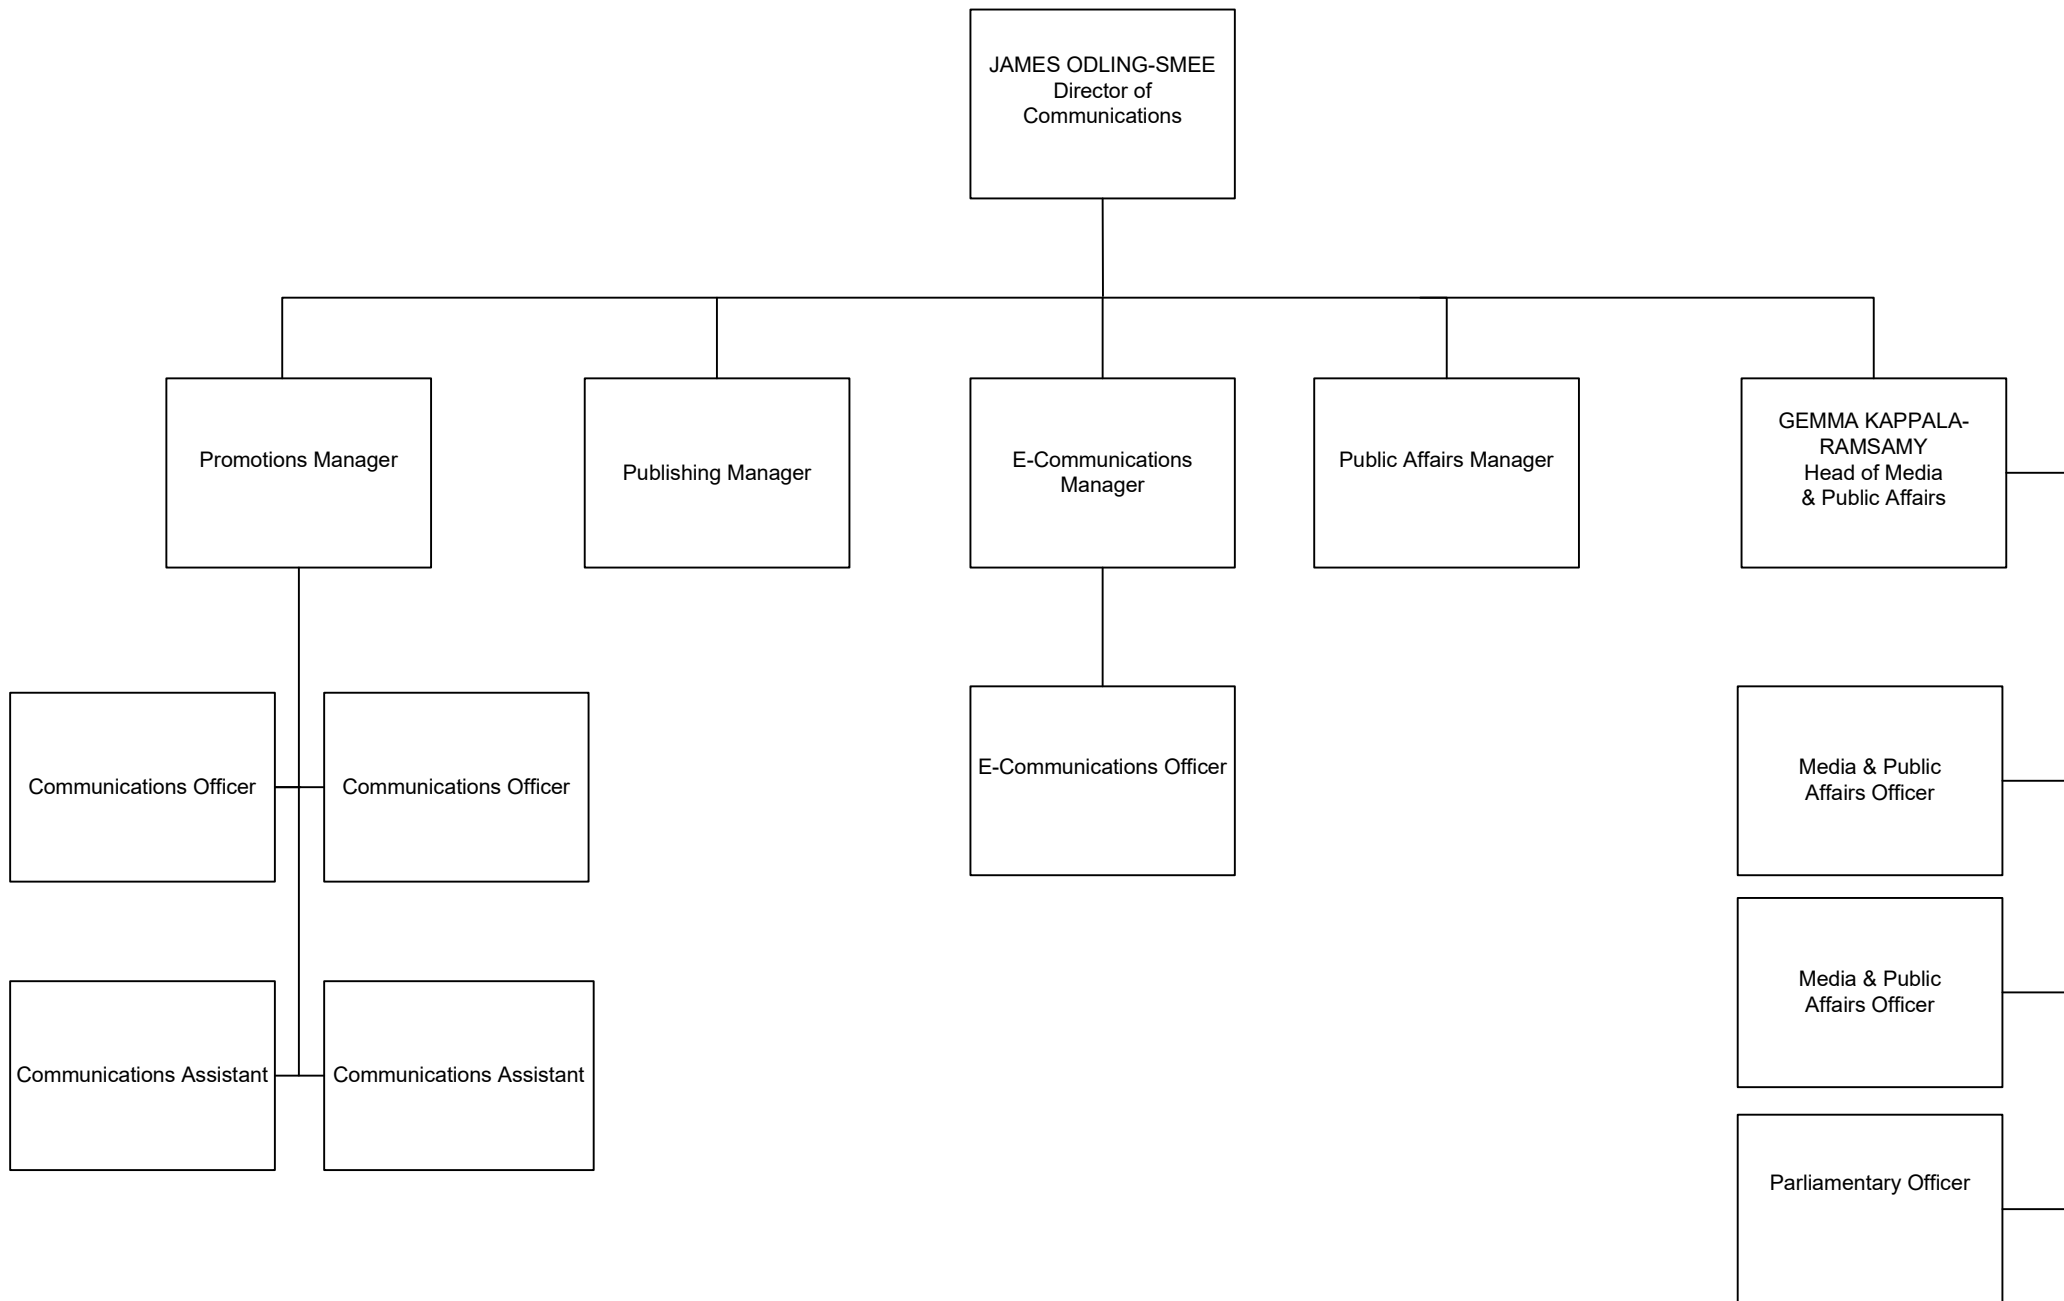 JAMES ODLING-SMEE
Director of
Communications
Promotions Manager
Publishing Manager
E-Communications
Manager
Public Affairs Manager
GEMMA KAPPALA-
RAMSAMY
Head of Media
& Public Affairs
Communications Officer
Communications Officer
E-Communications Officer
Media & Public
Affairs Officer
Media & Public
Affairs Officer
Communications Assistant
Communications Assistant
Parliamentary Officer